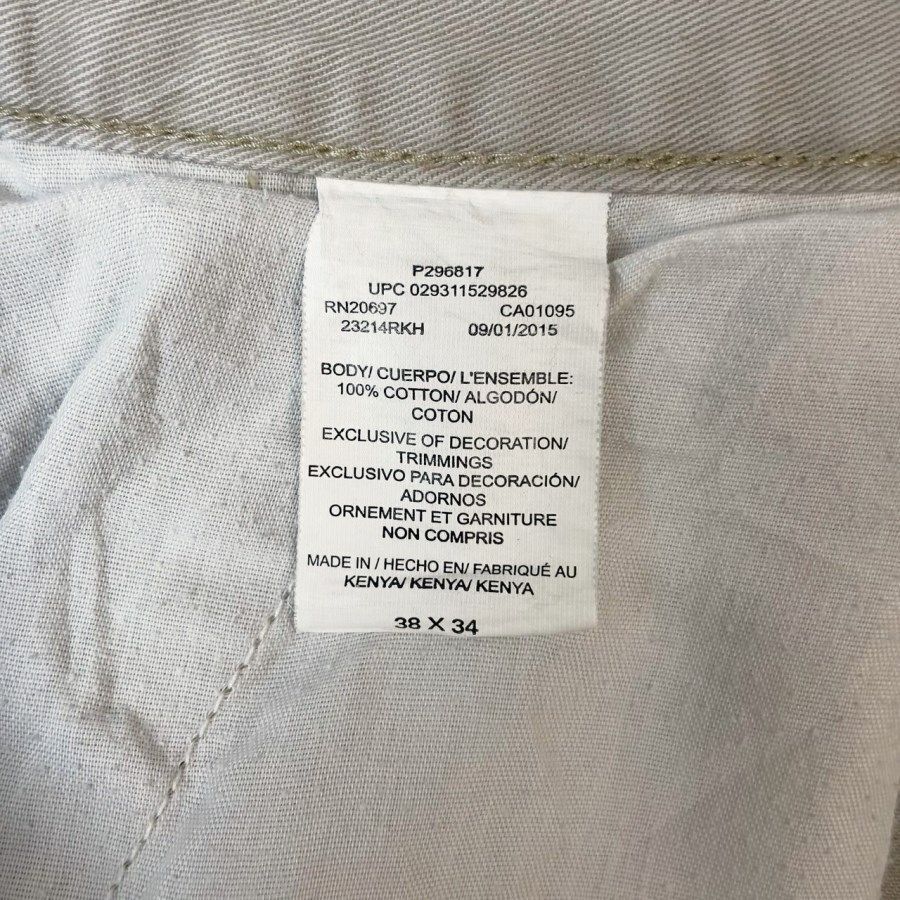 P296817
UPC 029311529826
RN20697 CA01095
23214RKH 09/01/2015
BODY/ CUERPO/ L'ENSEMBLE:
100% COTTON/ ALGODÓN/
COTON
EXCLUSIVE OF DECORATION/
TRIMMINGS
EXCLUSIVO PARA DECORACIÓN/
ADORNOS
ORNEMENT ET GARNITURE
NON COMPRIS
MADE IN / HECHO EN/ FABRIQUÉ AU
KENYA/ KENYA/ KENYA
38 X 34